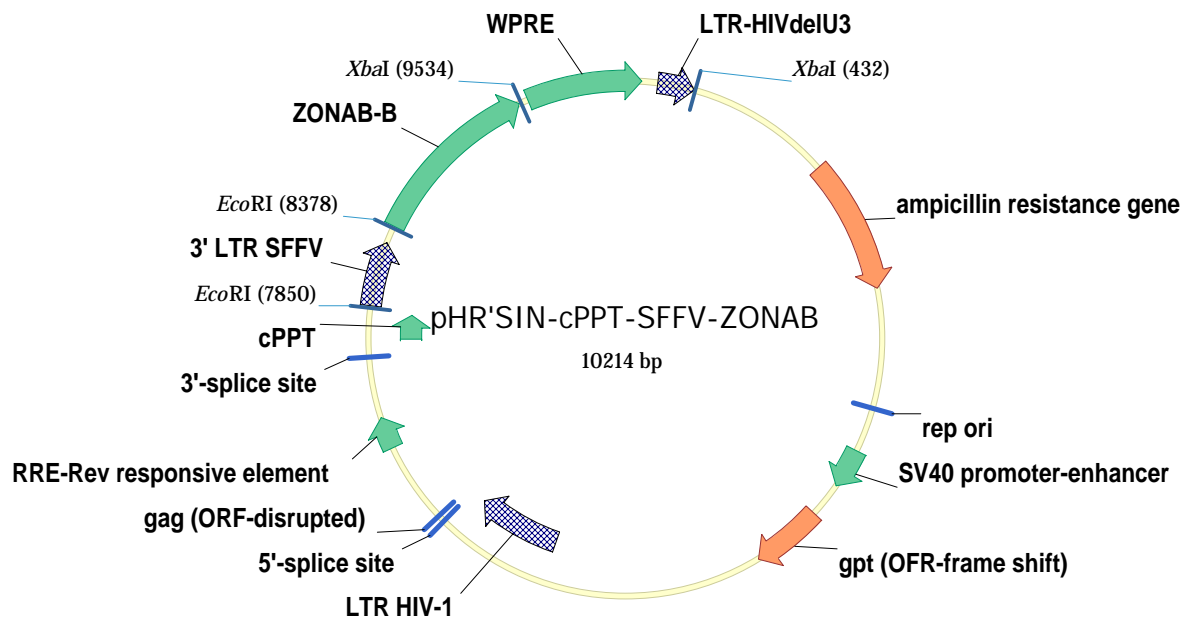 WPRE
LTR-HIVdelU3
XbaI (9534)
XbaI (432)
ZONAB-B
ampicillin resistance gene
EcoRI (8378)
3' LTR SFFV
EcoRI (7850)
pHR'SIN-cPPT-SFFV-ZONAB
cPPT
10214 bp
3'-splice site
rep ori
RRE-Rev responsive element
SV40 promoter-enhancer
gag (ORF-disrupted)
5'-splice site
gpt (OFR-frame shift)
LTR HIV-1